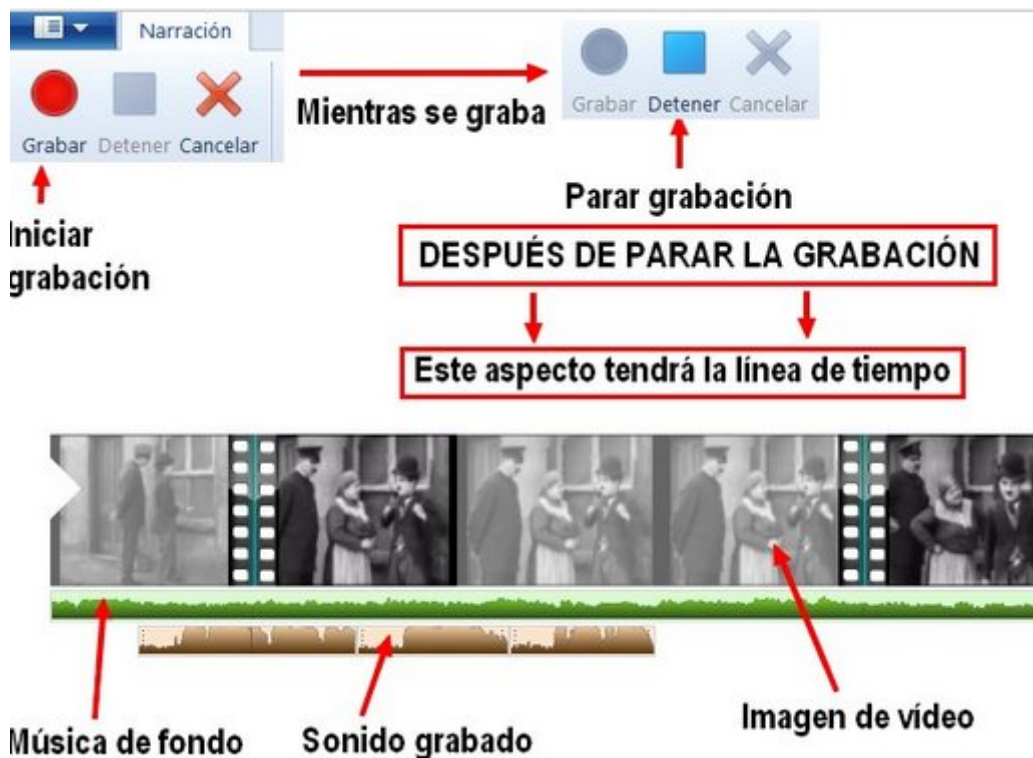 Narración
Grabar Detener Cancelar
Mientras se graba
Grabar Detener Cancelar
Iniciar
grabación
Parar grabación
DESPUÉS DE PARAR LA GRABACIÓN
Este aspecto tendrá la línea de tiempo
Música de fondo
Sonido grabado
Imagen de vídeo